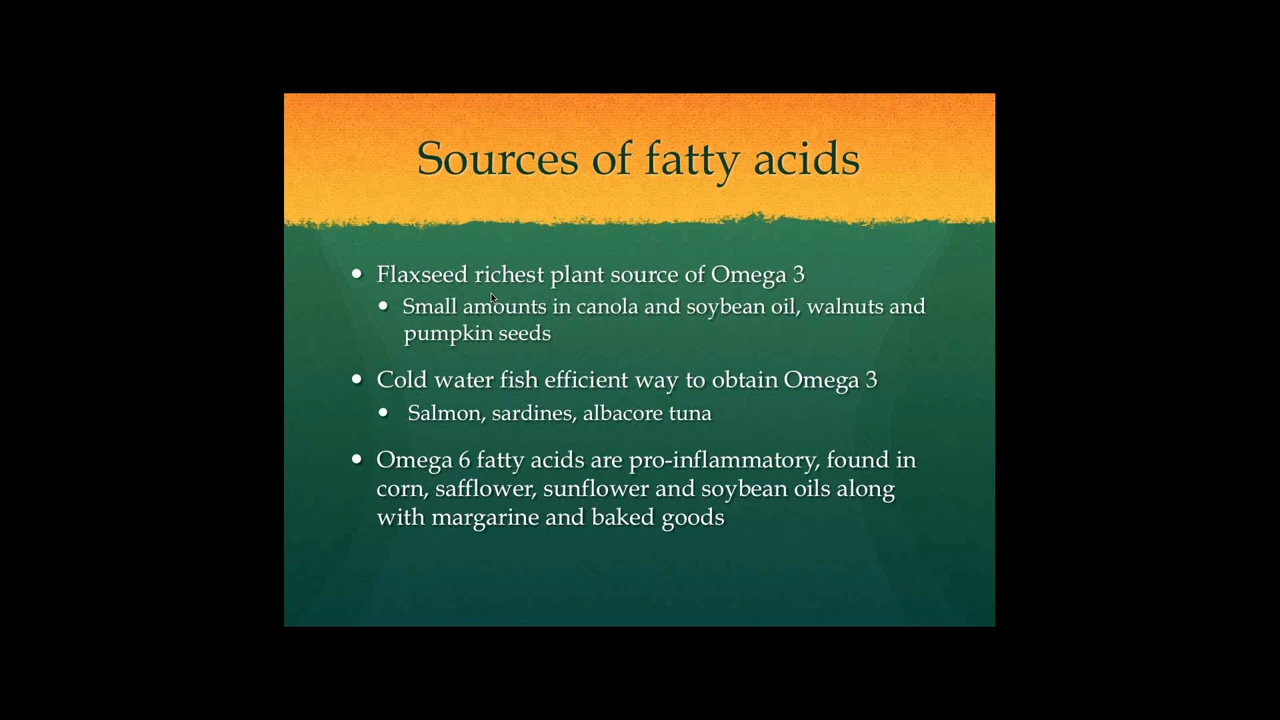 Sources of fatty acids
• Flaxseed richest plant source of Omega 3
• Small amounts in canola and soybean oil, walnuts and
pumpkin seeds
• Cold water fish efficient way to obtain Omega 3
• Salmon, sardines, albacore tuna
• Omega 6 fatty acids are pro-inflammatory, found in
corn, safflower, sunflower and soybean oils along
with margarine and baked goods